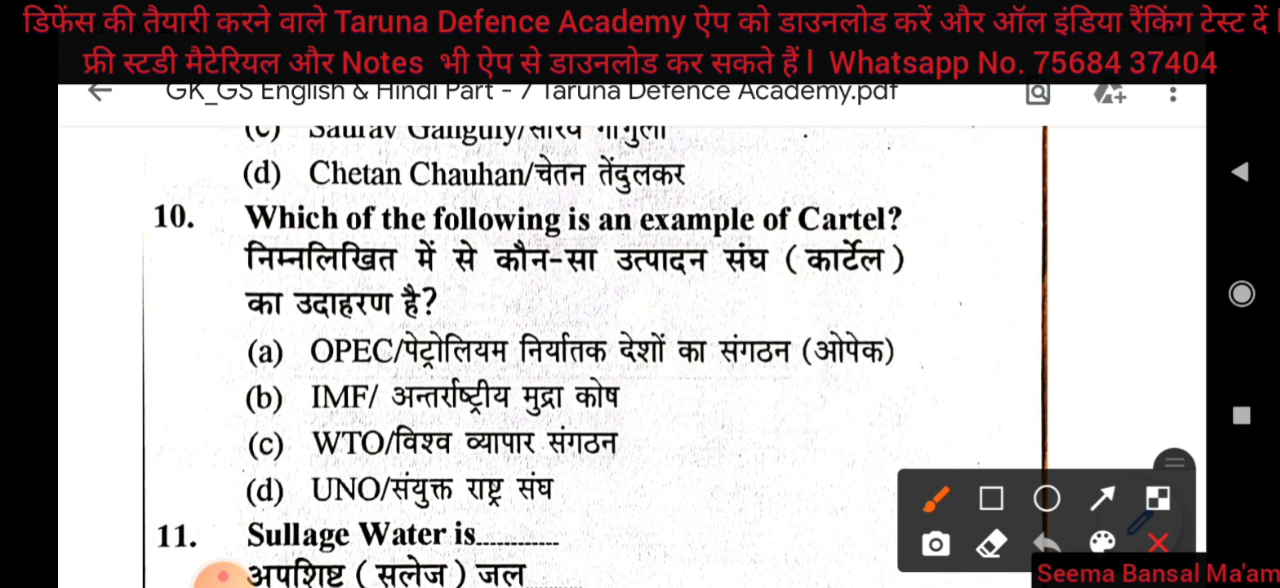 डिफेंस की तैयारी करने वाले Taruna Defence Academy ऐप को डाउनलोड करें और ऑल इंडिया रैंकिंग टेस्ट दें।
फ्री स्टडी मैटेरियल और Notes भी ऐप से डाउनलोड कर सकते हैं। Whatsapp No. 75684 37404
GK_GS English & Hindi Part - 7 Taruna Defence Academy.pdf
(c) Saurav Ganguly/सौरव गांगुली
(d) Chetan Chauhan/चेतन तेंदुलकर
10. Which of the following is an example of Cartel?
निम्नलिखित में से कौन-सा उत्पादन संघ ( कार्टेल )
का उदाहरण है?
(a) OPEC/पेट्रोलियम निर्यातक देशों का संगठन (ओपेक)
(b) IMF/ अन्तर्राष्ट्रीय मुद्रा कोष
(c) WTO/विश्व व्यापार संगठन
(d) UNO/संयुक्त राष्ट्र संघ
11. Sullage Water is............
अपशिष्ट ( सलेज ) जल
Seema Bansal Ma'am